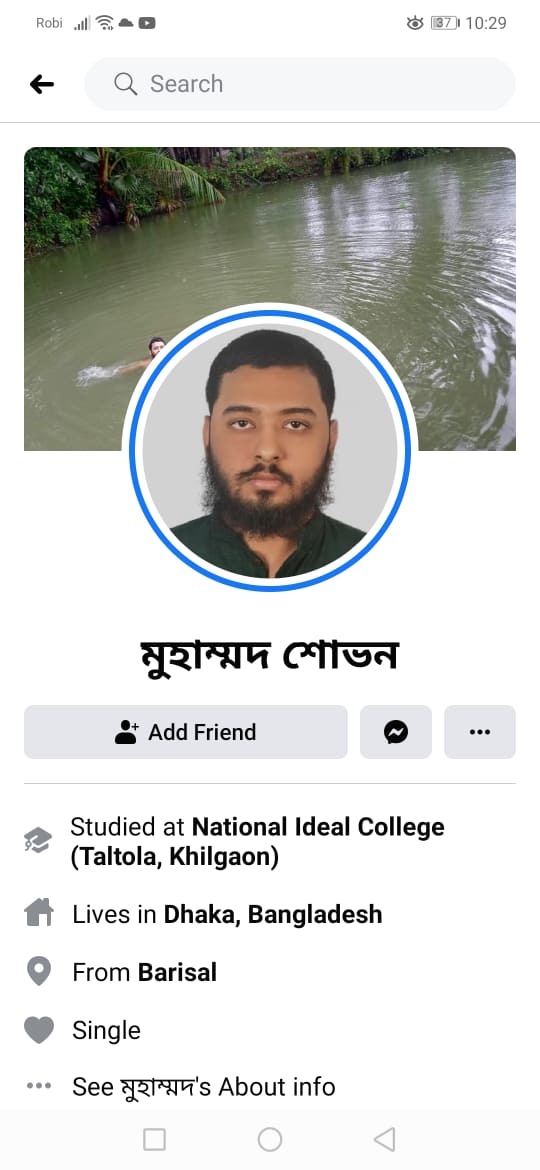 Robi 37 10:29
Search
মুহাম্মদ শোভন
Add Friend
Studied at National Ideal College
(Taltola, Khilgaon)
Lives in Dhaka, Bangladesh
From Barisal
Single
See মুহাম্মদ's About info